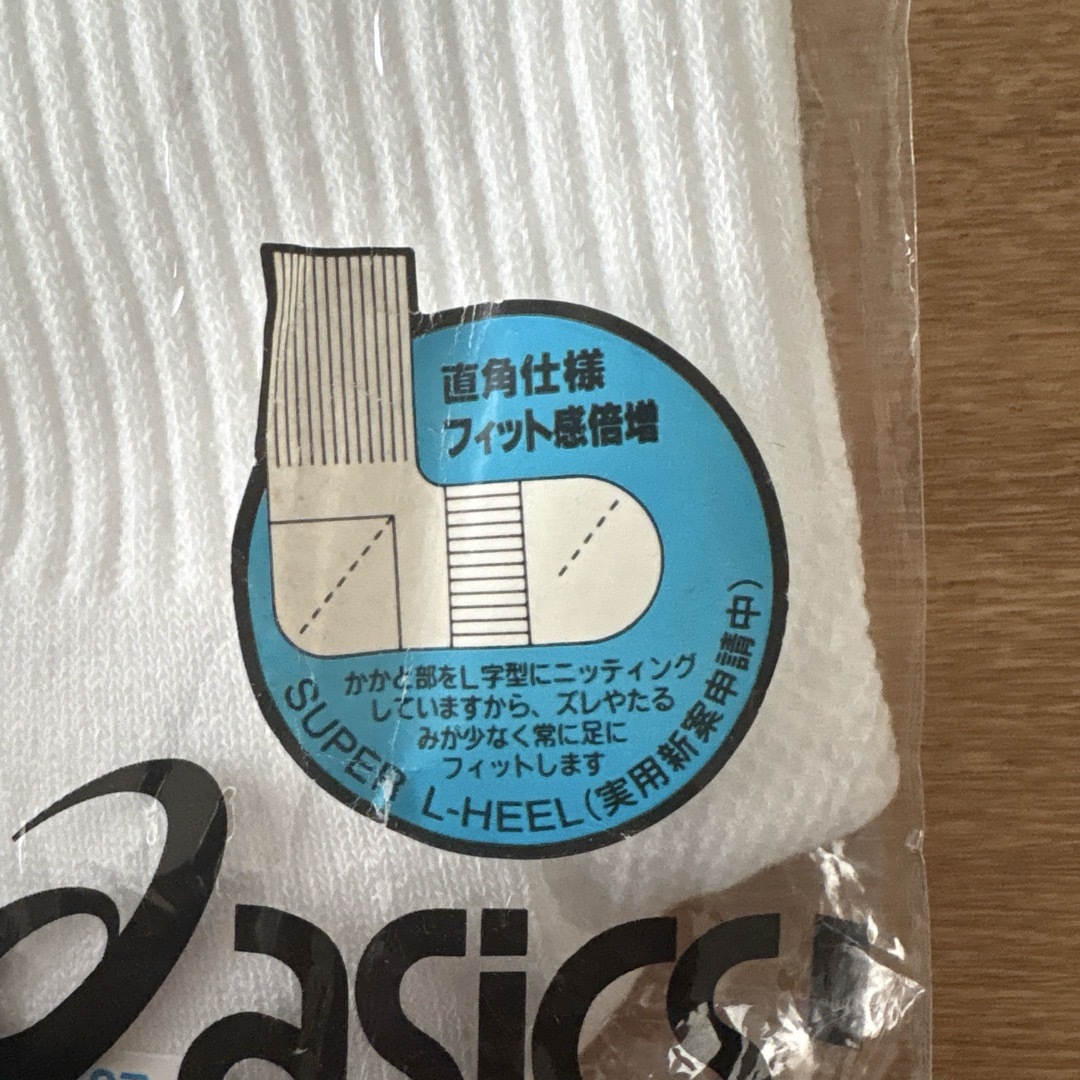 直角仕様
フィット感倍増
かかと部をL字型にニッティング
していますから、ズレやたる
みが少なく常に足に
フィットします
SUPER L-HEEL(実用新案申請中)
asics